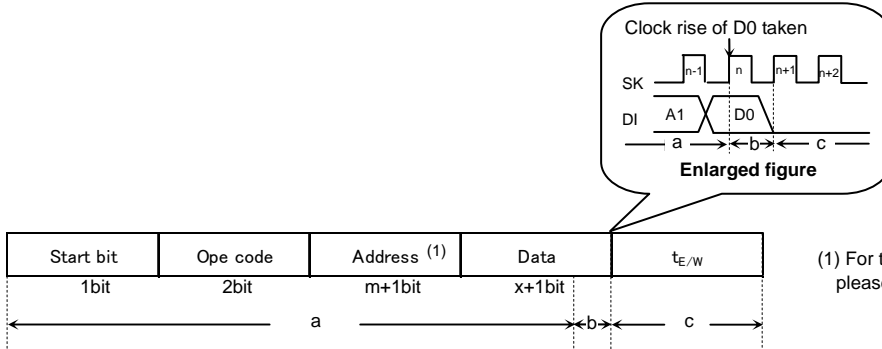 Clock rise of D0 taken
SK n-1 n n+1 n+2
DI A1 D0
a b c
Enlarged figure
Start bit Ope code Address (1) Data tE/W
1bit 2bit m+1bit x+1bit
(1) For t
pleas
a b c